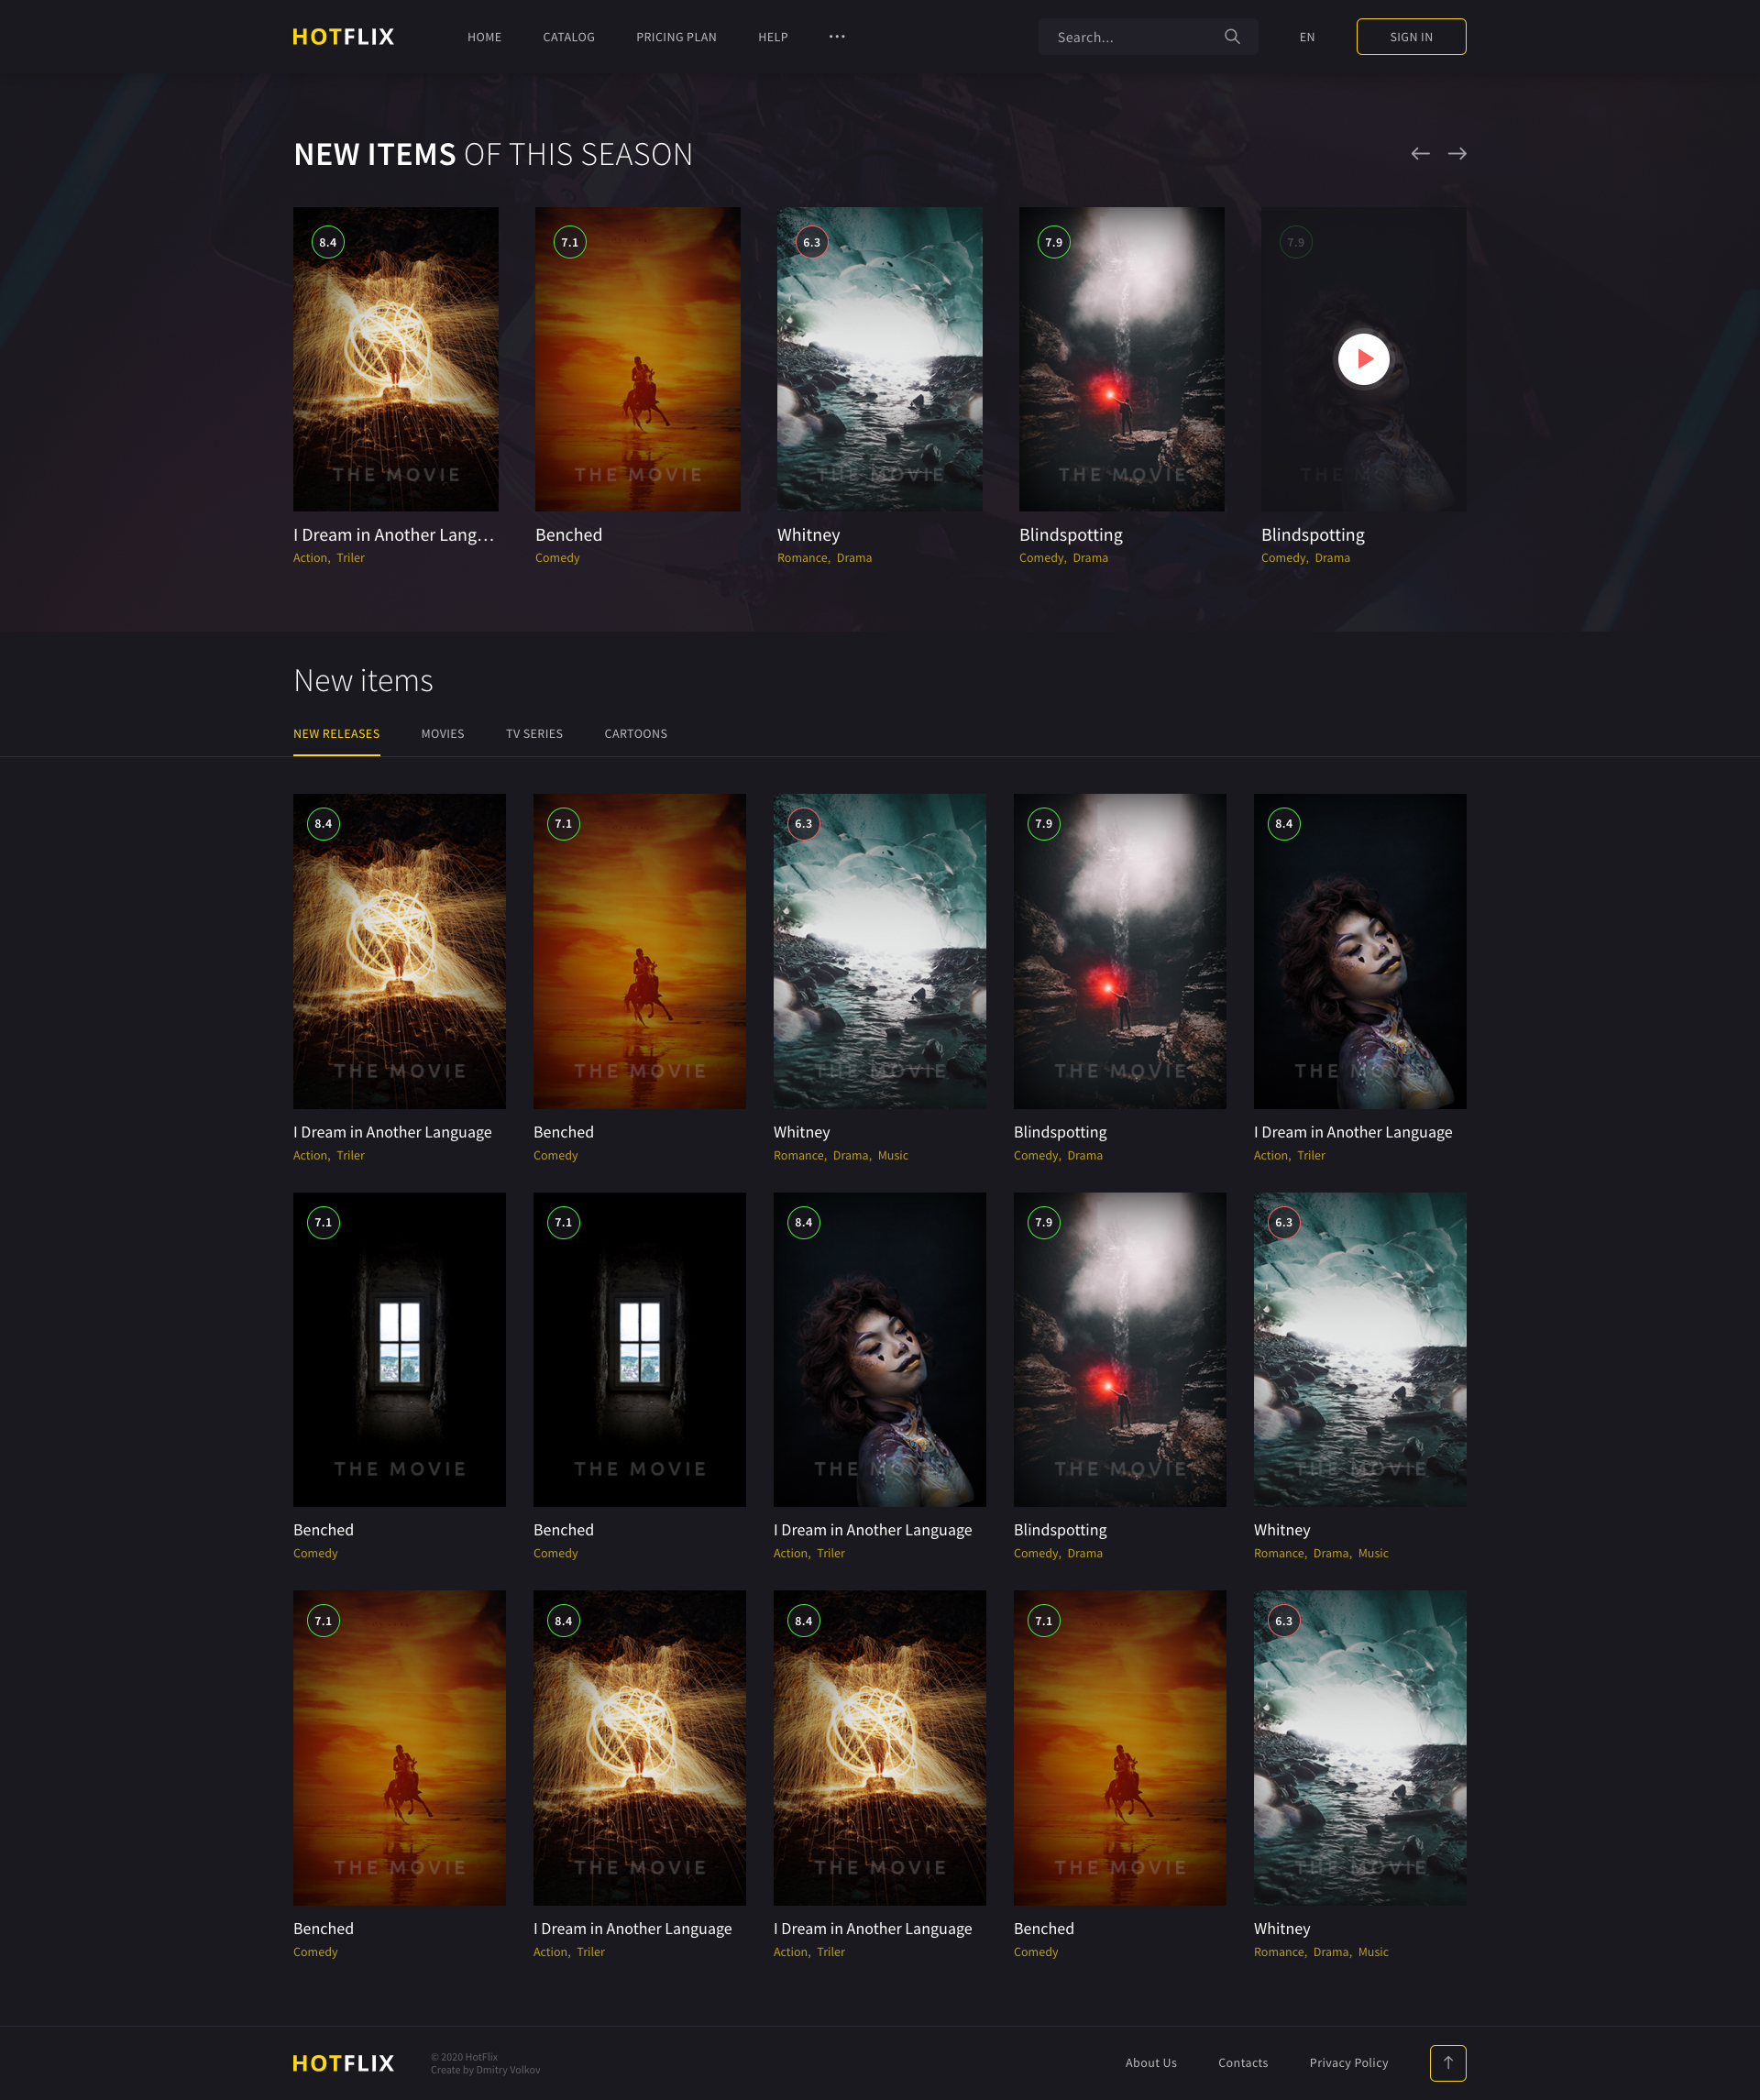 HOTFLIX HOME CATALOG PRICING PLAN HELP ••• Search... EN SIGN IN
NEW ITEMS OF THIS SEASON
8.4 7.1 6.3 7.9 7.9
THE MOVIE THE MOVIE THE MOVIE THE MOVIE THE MOVIE
I Dream in Another Lang... Benched Whitney Blindspotting Blindspotting
Action, Triler Comedy Romance, Drama Comedy, Drama Comedy, Drama
New items
NEW RELEASES MOVIES TV SERIES CARTOONS
8.4 7.1 6.3 7.9 8.4
THE MOVIE THE MOVIE THE MOVIE THE MOVIE THE MOVIE
I Dream in Another Language Benched Whitney Blindspotting I Dream in Another Language
Action, Triler Comedy Romance, Drama, Music Comedy, Drama Action, Triler
7.1 7.1 8.4 7.9 6.3
THE MOVIE THE MOVIE THE MOVIE THE MOVIE THE MOVIE
Benched Benched I Dream in Another Language Blindspotting Whitney
Comedy Comedy Action, Triler Comedy, Drama Romance, Drama, Music
7.1 8.4 8.4 7.1 6.3
THE MOVIE THE MOVIE THE MOVIE THE MOVIE THE MOVIE
Benched I Dream in Another Language I Dream in Another Language Benched Whitney
Comedy Action, Triler Action, Triler Comedy Romance, Drama, Music
HOTFLIX © 2020 HotFlix
Create by Dmitry Volkov
About Us Contacts Privacy Policy